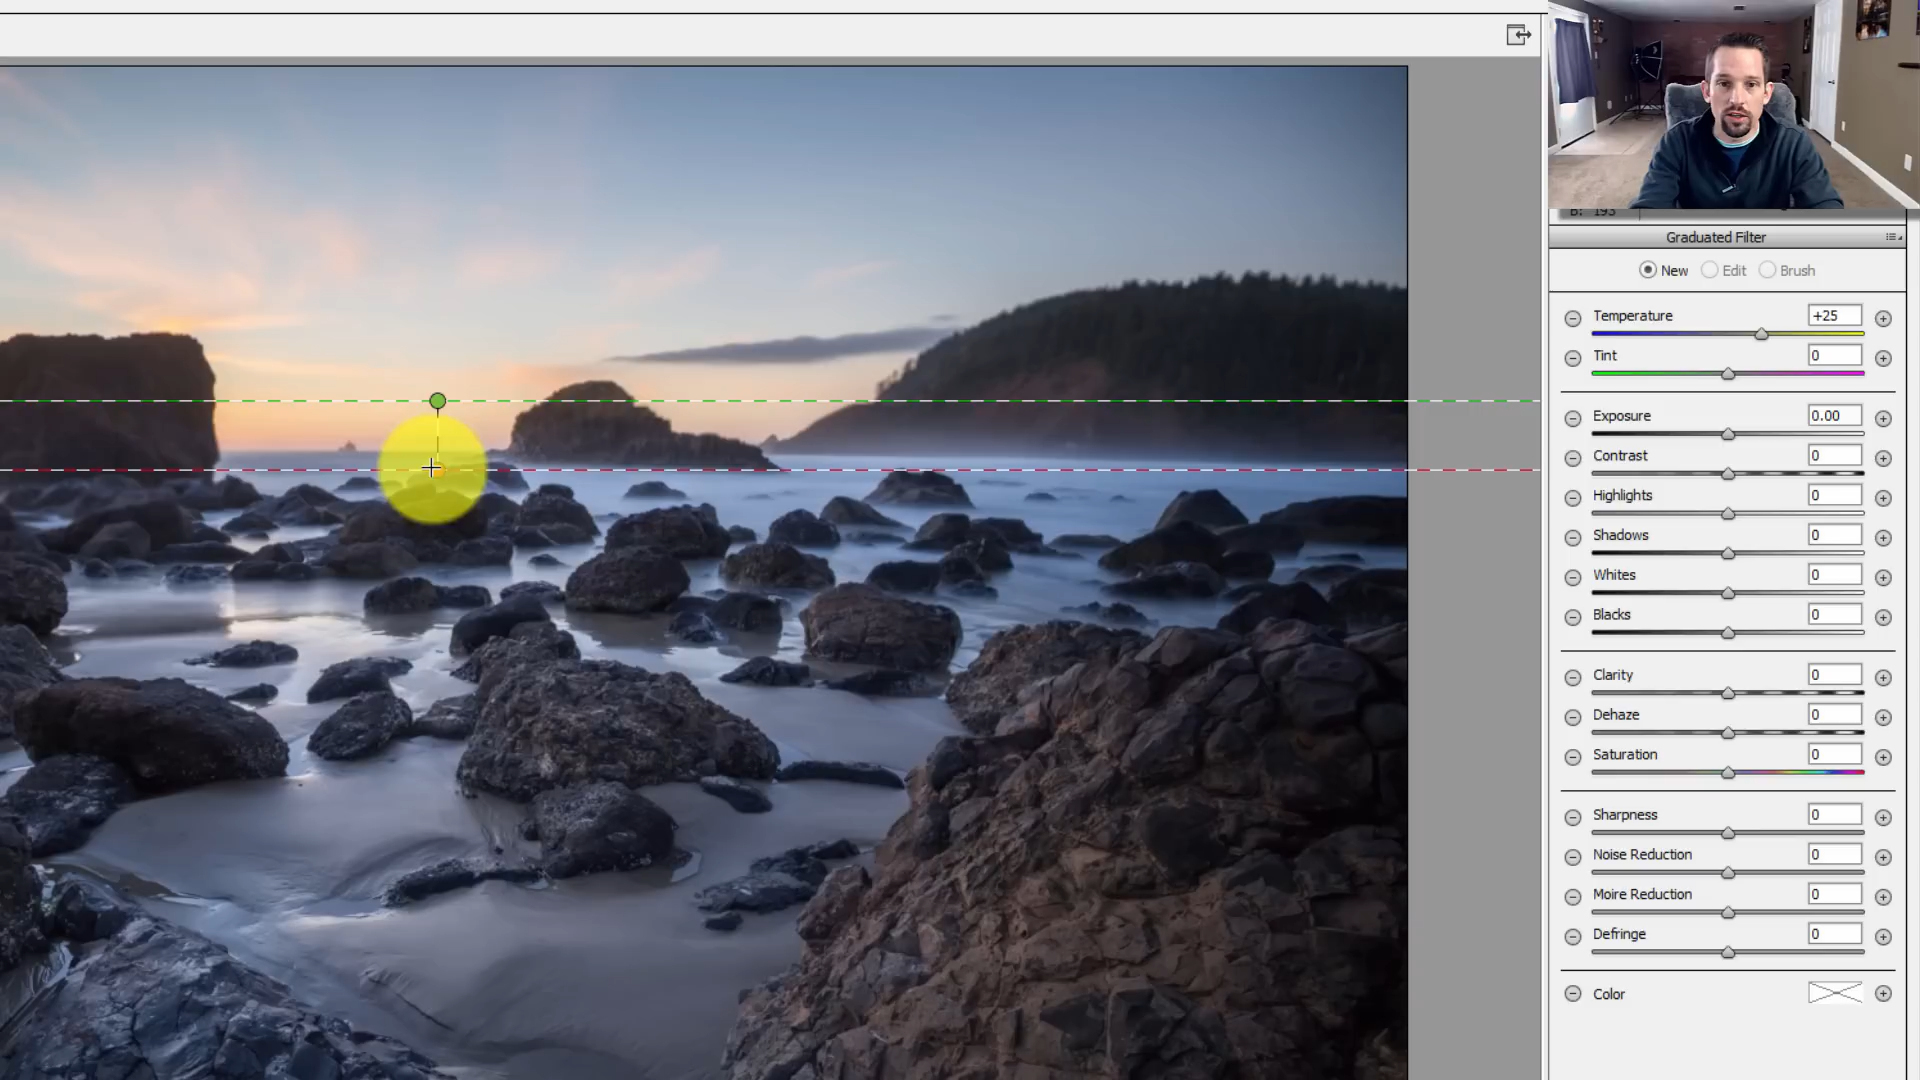 B: 193
Graduated Filter
New Edit Brush
Temperature +25
Tint 0
Exposure 0.00
Contrast 0
Highlights 0
Shadows 0
Whites 0
Blacks 0
Clarity 0
Dehaze 0
Saturation 0
Sharpness 0
Noise Reduction 0
Moire Reduction 0
Defringe 0
Color